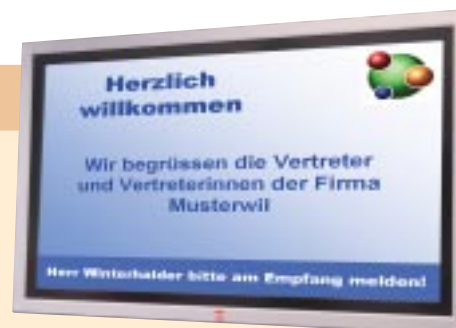 Herzlich
willkommen
Wir begrüssen die Vertreter
und Vertreterinnen der Firma
Musterwil
Herr Winterhalder bitte am Empfang melden!